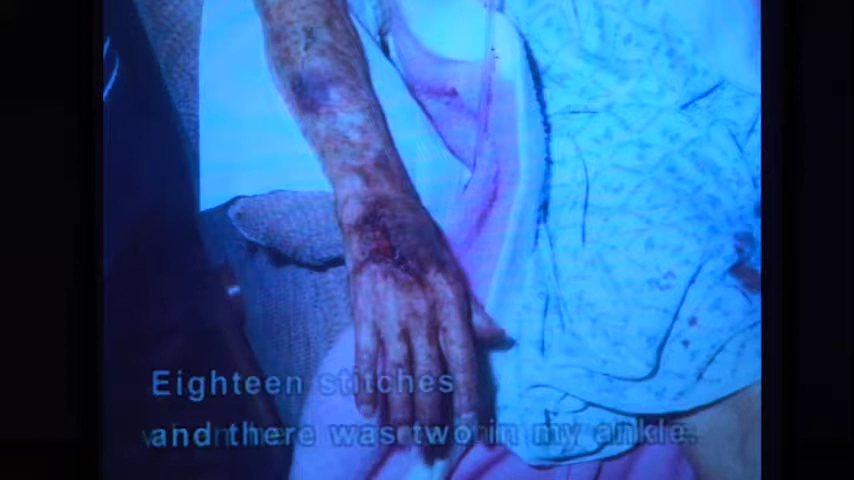 Eighteen stitches
and there was two in my ankle.